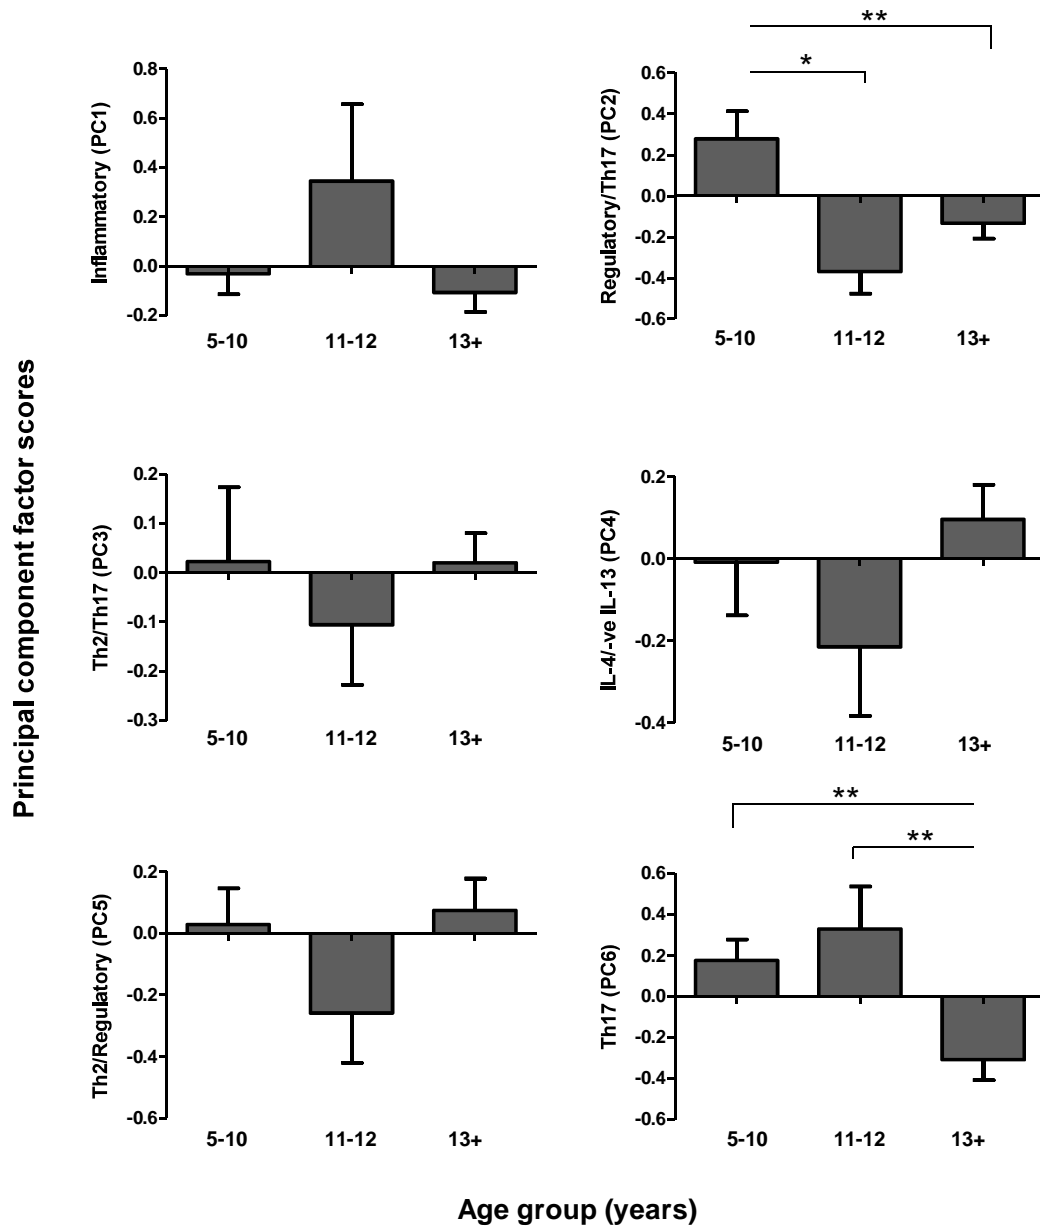 Principal component factor scores
Inflammatory (PC1)
0.8
0.6
0.4
0.2
0.0
-0.2
5-10 11-12 13+
**
*
Regulatory/Th17 (PC2)
0.6
0.4
0.2
0.0
-0.2
-0.4
-0.6
5-10 11-12 13+
Th2/Th17 (PC3)
0.2
0.1
0.0
-0.1
-0.2
-0.3
5-10 11-12 13+
IL-4/-ve IL-13 (PC4)
0.2
0.0
-0.2
-0.4
5-10 11-12 13+
Th2/Regulatory (PC5)
0.2
0.0
-0.2
-0.4
-0.6
5-10 11-12 13+
**
**
Th17 (PC6)
0.6
0.4
0.2
0.0
-0.2
-0.4
-0.6
5-10 11-12 13+
Age group (years)